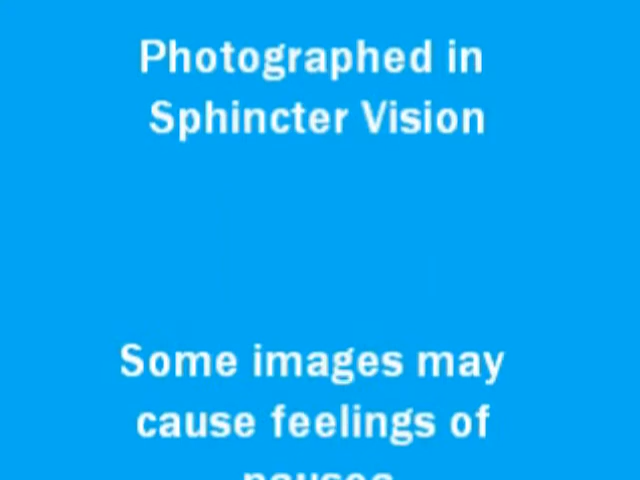 Photographed in
Sphincter Vision
Some images may
cause feelings of